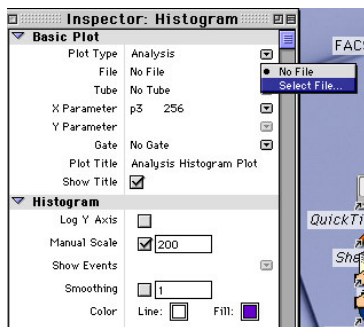 Inspector: Histogram
Basic Plot
Plot Type Analysis
File No File
Tube No Tube
X Parameter p3 256
Y Parameter
Gate No Gate
Plot Title Analysis Histogram Plot
Show Title
Histogram
Log Y Axis
Manual Scale 200
Show Events
Smoothing 1
Color Line: Fill:
No File
Select File...
FACS
QuickTi
She